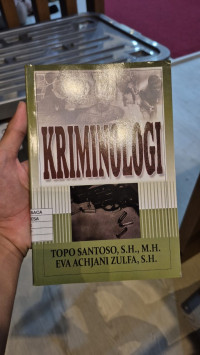 KRIMINOLOGI
TOPO SANTOSO, S.H., M.H.
EVA ACHJANI ZULFA, S.H.